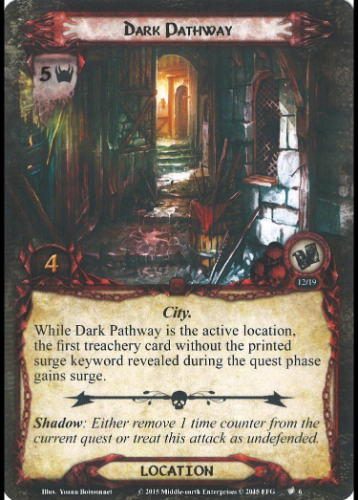 DARK PATHWAY
5
4
12/19
City.
While Dark Pathway is the active location,
the first treachery card without the printed
surge keyword revealed during the quest phase
gains surge.
Shadow: Either remove 1 time counter from the
current quest or treat this attack as undefended.
LOCATION
Illus. Yoann Boissonnet © 2015 Middle-earth Enterprises © 2015 FFG 6